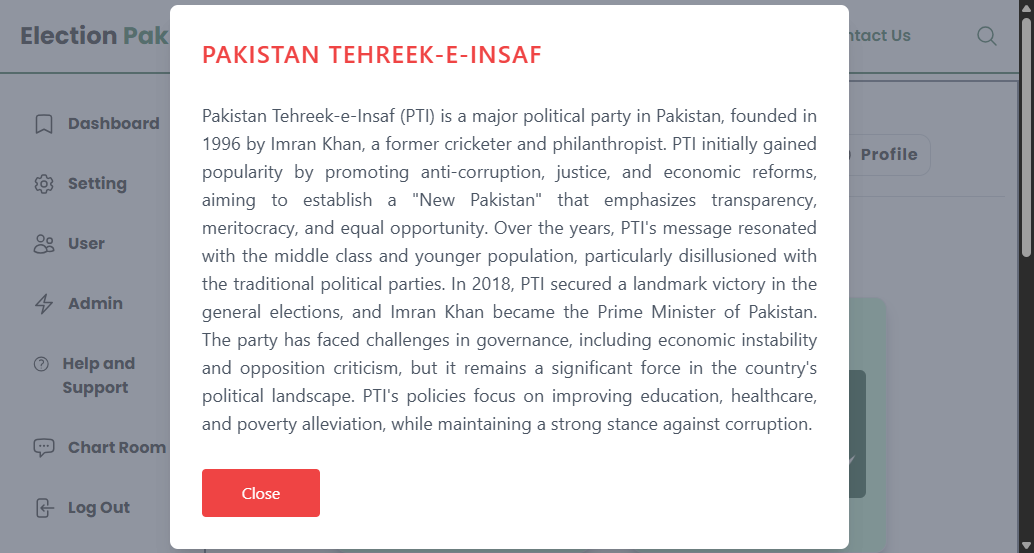 Election Pak
ntact Us
Dashboard
Setting
User
Admin
Help and
Support
Chart Room
Log Out
Profile
PAKISTAN TEHREEK-E-INSAF
Pakistan Tehreek-e-Insaf (PTI) is a major political party in Pakistan, founded in
1996 by Imran Khan, a former cricketer and philanthropist. PTI initially gained
popularity by promoting anti-corruption, justice, and economic reforms,
aiming to establish a "New Pakistan" that emphasizes transparency,
meritocracy, and equal opportunity. Over the years, PTI's message resonated
with the middle class and younger population, particularly disillusioned with
the traditional political parties. In 2018, PTI secured a landmark victory in the
general elections, and Imran Khan became the Prime Minister of Pakistan.
The party has faced challenges in governance, including economic instability
and opposition criticism, but it remains a significant force in the country's
political landscape. PTI's policies focus on improving education, healthcare,
and poverty alleviation, while maintaining a strong stance against corruption.
Close